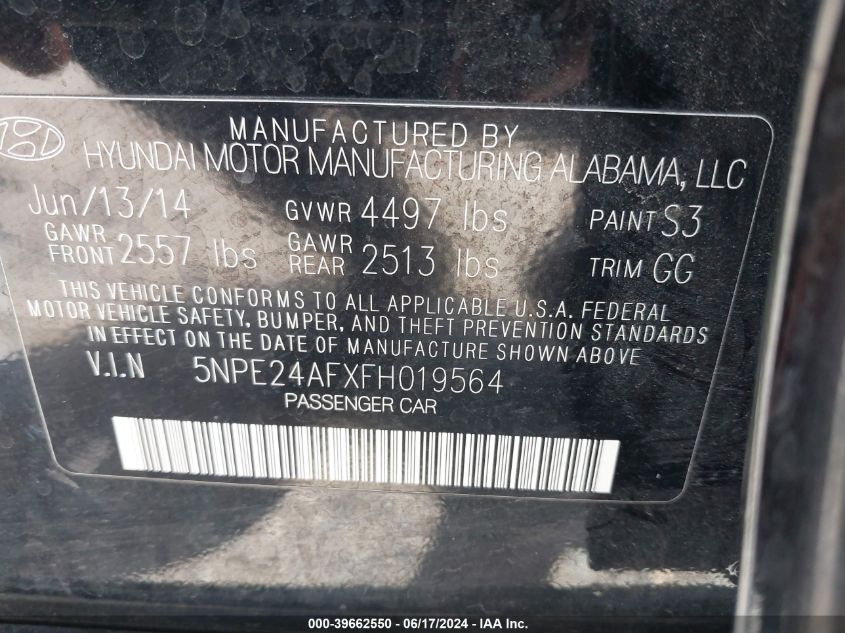 MANUFACTURED BY
HYUNDAI MOTOR MANUFACTURING ALABAMA, LLC
Jun/13/14 GVWR 4497 lbs PAINT S3
GAWR FRONT 2557 lbs GAWR REAR 2513 lbs TRIM GG
THIS VEHICLE CONFORMS TO ALL APPLICABLE U.S.A. FEDERAL
MOTOR VEHICLE SAFETY, BUMPER, AND THEFT PREVENTION STANDARDS
IN EFFECT ON THE DATE OF MANUFACTURE SHOWN ABOVE.
V.I.N 5NPE24AFXFH019564
PASSENGER CAR
000-39662550 - 06/17/2024 - IAA, Inc.